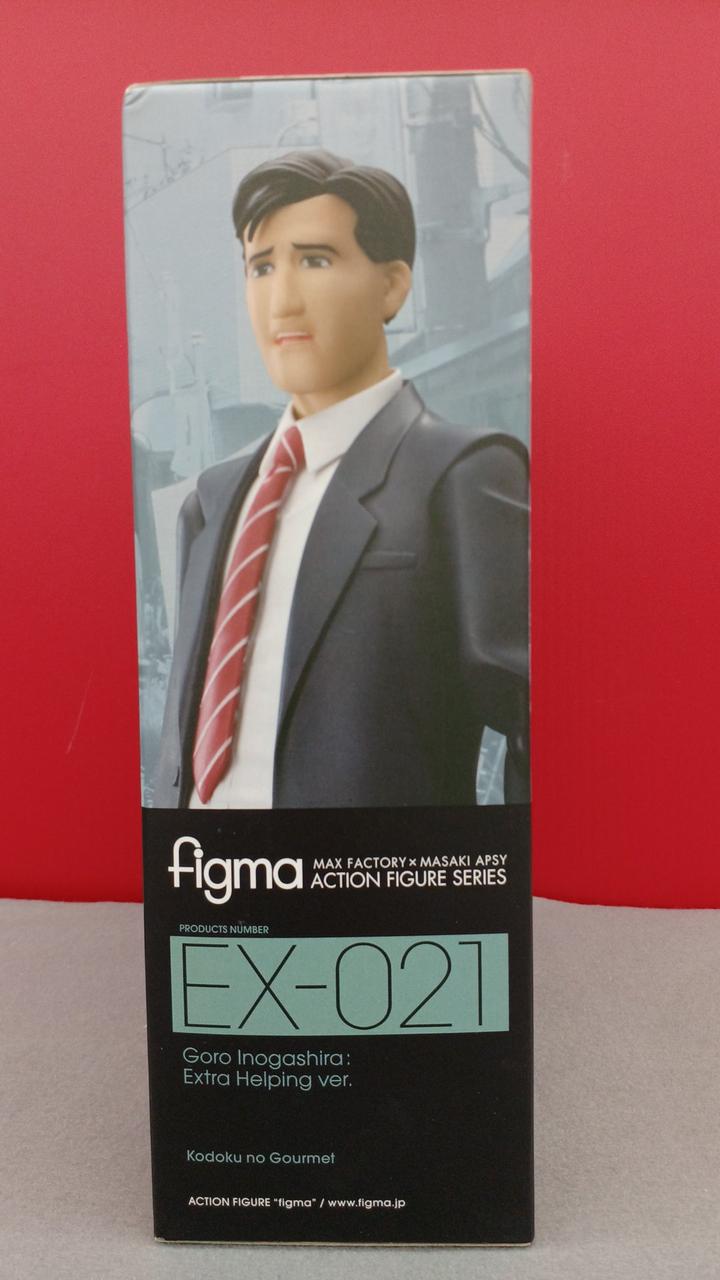 figma
MAX FACTORY × MASAKI APSY
ACTION FIGURE SERIES
PRODUCTS NUMBER
EX-021
Goro Inogashira:
Extra Helping ver.
Kodoku no Gourmet
ACTION FIGURE "figma" / www.figma.jp